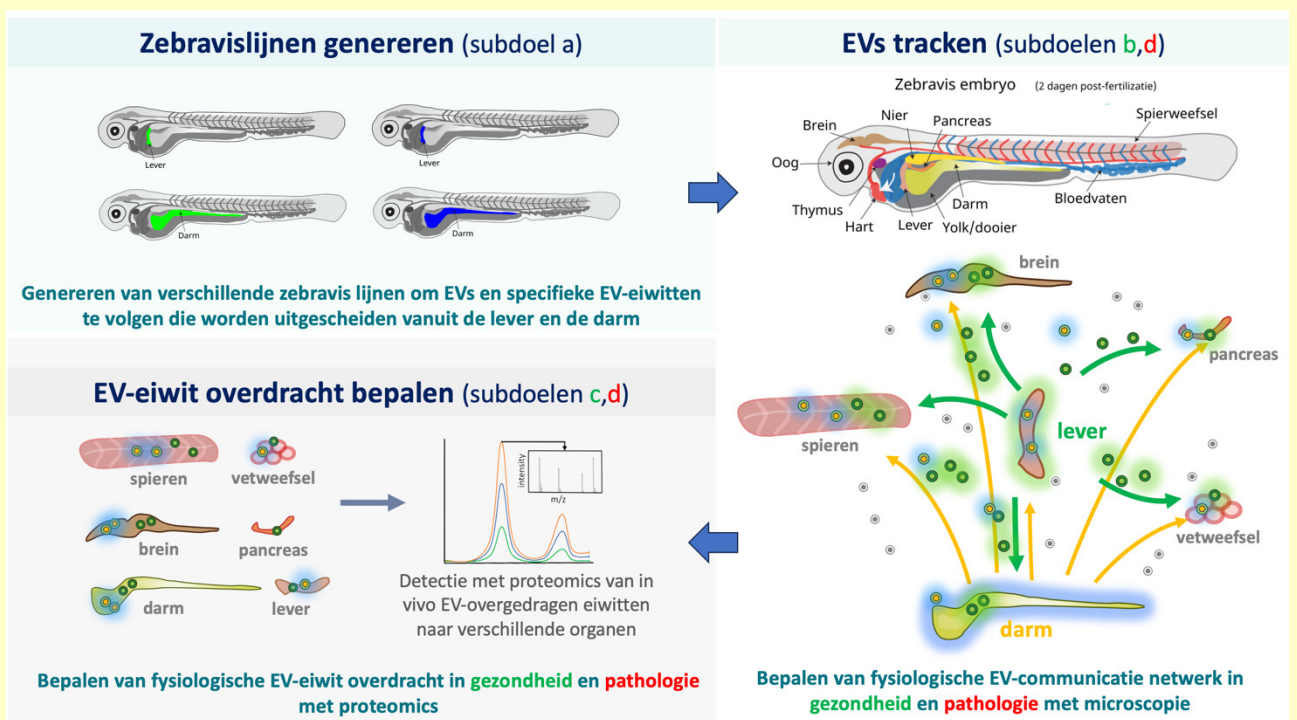 Zebravislijnen genereren (subdoel a)
Lever
Lever
Darm
Darm
Genereren van verschillende zebravis lijnen om EVs en specifieke EV-eiwitten
te volgen die worden uitgescheiden vanuit de lever en de darm
EVs tracken (subdoelen b,d)
Zebravis embryo (2 dagen post-fertilizatie)
Brein
Nier
Pancreas
Spierweefsel
Oog
Thymus
Hart
Lever
Darm
Yolk/dooier
Bloedvaten
brein
pancreas
spieren
lever
vetweefsel
darm
Bepalen van fysiologische EV-communicatie netwerk in
gezondheid en pathologie met microscopie
EV-eiwit overdracht bepalen (subdoelen c,d)
spieren
vetweefsel
brein
pancreas
darm
lever
intensity
m/z
Detectie met proteomics van in
vivo EV-overgedragen eiwitten
naar verschillende organen
Bepalen van fysiologische EV-eiwit overdracht in gezondheid en pathologie
met proteomics